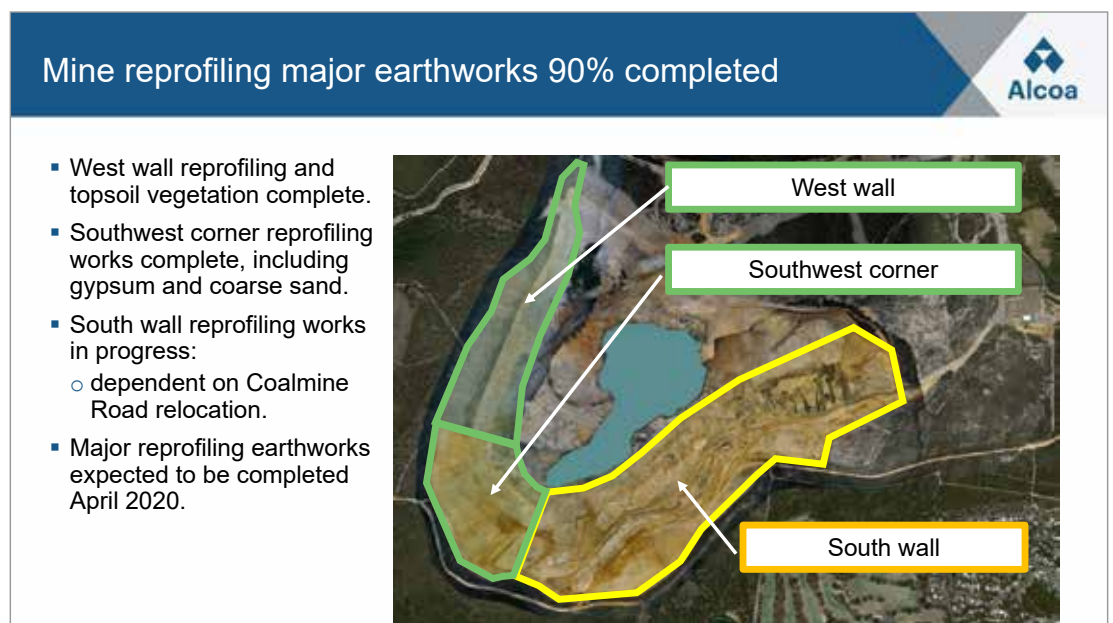 Mine reprofiling major earthworks 90% completed
Alcoa
▪ West wall reprofiling and
topsoil vegetation complete.
▪ Southwest corner reprofiling
works complete, including
gypsum and coarse sand.
▪ South wall reprofiling works
in progress:
○ dependent on Coalmine
Road relocation.
▪ Major reprofiling earthworks
expected to be completed
April 2020.
West wall
Southwest corner
South wall